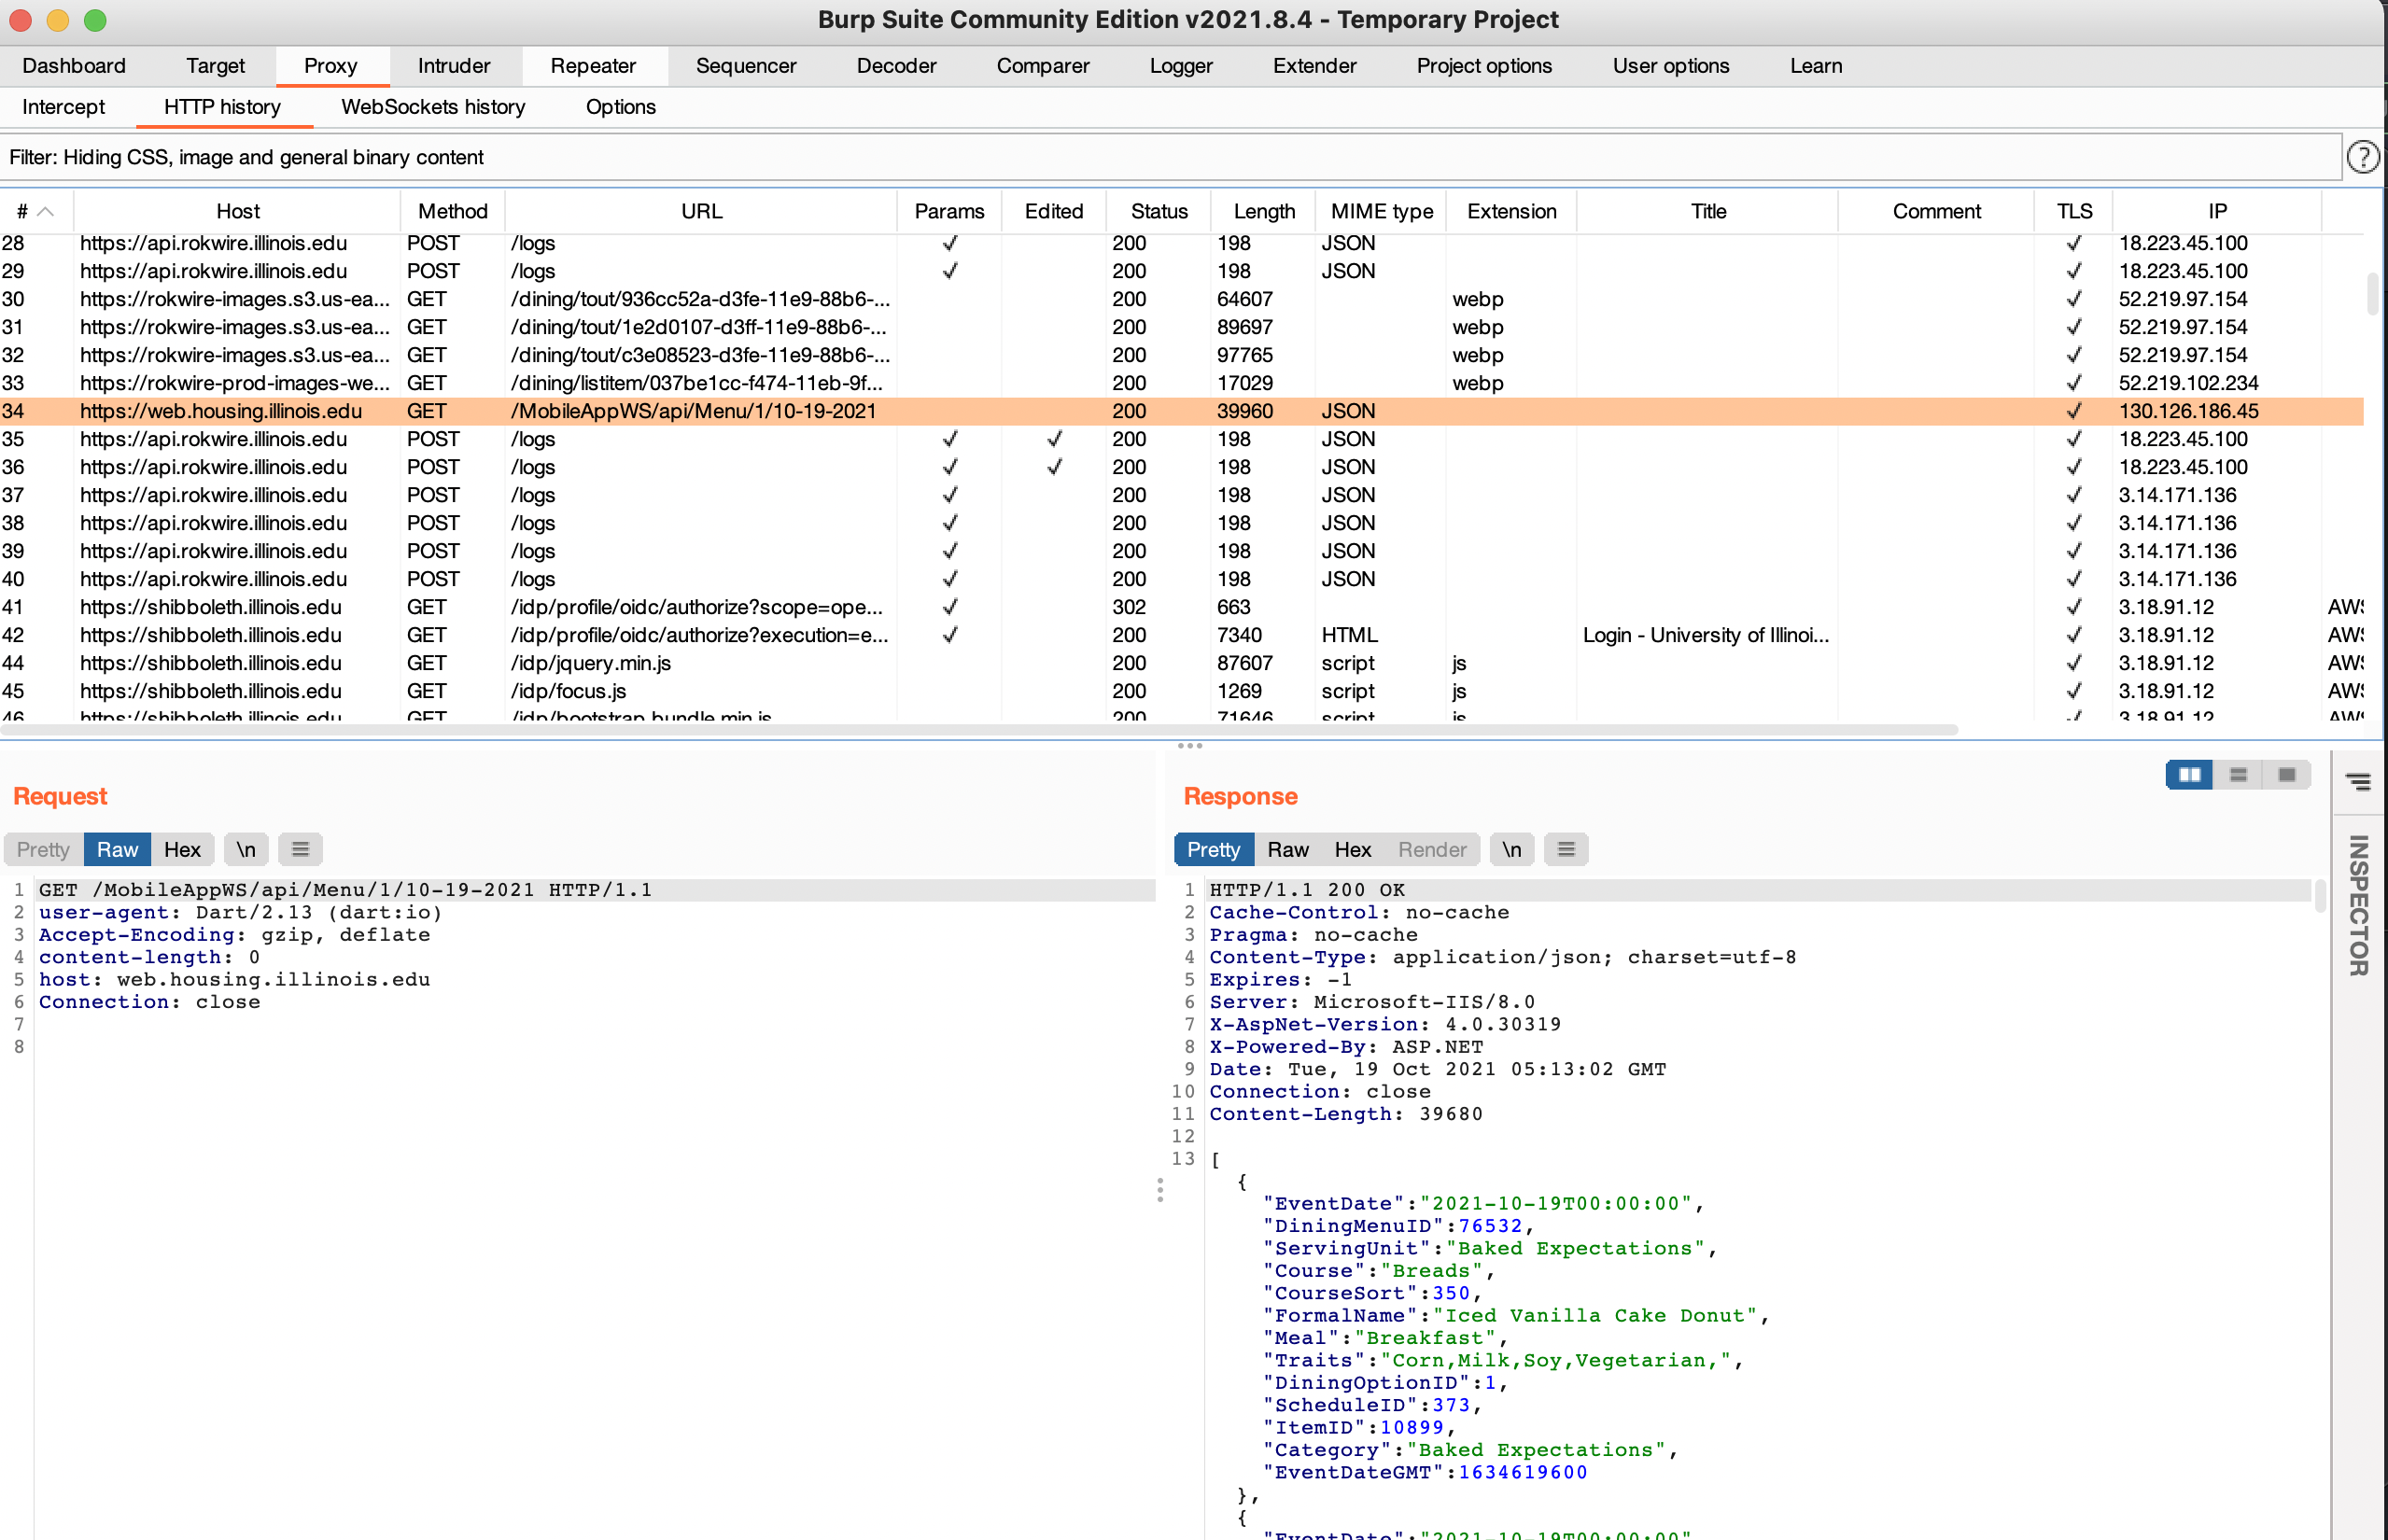 Burp Suite Community Edition v2021.8.4 - Temporary Project
Dashboard Target Proxy Intruder Repeater Sequencer Decoder Comparer Logger Extender Project options User options Learn
Intercept HTTP history WebSockets history Options
Filter: Hiding CSS, image and general binary content
# Host Method URL Params Edited Status Length MIME type Extension Title Comment TLS IP
28 https://api.rokwire.illinois.edu POST /logs ✓ 200 198 JSON ✓ 18.223.45.100
29 https://api.rokwire.illinois.edu POST /logs ✓ 200 198 JSON ✓ 18.223.45.100
30 https://rokwire-images.s3.us-ea... GET /dining/tout/936cc52a-d3fe-11e9-88b6-... 200 64607 webp ✓ 52.219.97.154
31 https://rokwire-images.s3.us-ea... GET /dining/tout/1e2d0107-d3ff-11e9-88b6-... 200 89697 webp ✓ 52.219.97.154
32 https://rokwire-images.s3.us-ea... GET /dining/tout/c3e08523-d3fe-11e9-88b6-... 200 97765 webp ✓ 52.219.97.154
33 https://rokwire-prod-images-we... GET /dining/listitem/037be1cc-f474-11eb-9f... 200 17029 webp ✓ 52.219.102.234
34 https://web.housing.illinois.edu GET /MobileAppWS/api/Menu/1/10-19-2021 200 39960 JSON ✓ 130.126.186.45
35 https://api.rokwire.illinois.edu POST /logs ✓ ✓ 200 198 JSON ✓ 18.223.45.100
36 https://api.rokwire.illinois.edu POST /logs ✓ ✓ 200 198 JSON ✓ 18.223.45.100
37 https://api.rokwire.illinois.edu POST /logs ✓ 200 198 JSON ✓ 3.14.171.136
38 https://api.rokwire.illinois.edu POST /logs ✓ 200 198 JSON ✓ 3.14.171.136
39 https://api.rokwire.illinois.edu POST /logs ✓ 200 198 JSON ✓ 3.14.171.136
40 https://api.rokwire.illinois.edu POST /logs ✓ 200 198 JSON ✓ 3.14.171.136
41 https://shibboleth.illinois.edu GET /idp/profile/oidc/authorize?scope=ope... ✓ 302 663 ✓ 3.18.91.12 AWS
42 https://shibboleth.illinois.edu GET /idp/profile/oidc/authorize?execution=e... ✓ 200 7340 HTML Login - University of Illinoi... ✓ 3.18.91.12 AWS
44 https://shibboleth.illinois.edu GET /idp/jquery.min.js 200 87607 script js ✓ 3.18.91.12 AWS
45 https://shibboleth.illinois.edu GET /idp/focus.js 200 1269 script js ✓ 3.18.91.12 AWS
46 https://shibboleth.illinois.edu GET /idp/bootstrap.bundle.min.js 200 71646 script js ✓ 3.18.91.12 AWS
Request
Pretty Raw Hex \n
1 GET /MobileAppWS/api/Menu/1/10-19-2021 HTTP/1.1
2 user-agent: Dart/2.13 (dart:io)
3 Accept-Encoding: gzip, deflate
4 content-length: 0
5 host: web.housing.illinois.edu
6 Connection: close
7
8
Response
Pretty Raw Hex Render \n
1 HTTP/1.1 200 OK
2 Cache-Control: no-cache
3 Pragma: no-cache
4 Content-Type: application/json; charset=utf-8
5 Expires: -1
6 Server: Microsoft-IIS/8.0
7 X-AspNet-Version: 4.0.30319
8 X-Powered-By: ASP.NET
9 Date: Tue, 19 Oct 2021 05:13:02 GMT
10 Connection: close
11 Content-Length: 39680
12
13 [
{
"EventDate":"2021-10-19T00:00:00",
"DiningMenuID":76532,
"ServingUnit":"Baked Expectations",
"Course":"Breads",
"CourseSort":350,
"FormalName":"Iced Vanilla Cake Donut",
"Meal":"Breakfast",
"Traits":"Corn,Milk,Soy,Vegetarian,",
"DiningOptionID":1,
"ScheduleID":373,
"ItemID":10899,
"Category":"Baked Expectations",
"EventDateGMT":1634619600
},
{
"EventDate":"2021-10-19T00:00:00"
INSPECTOR